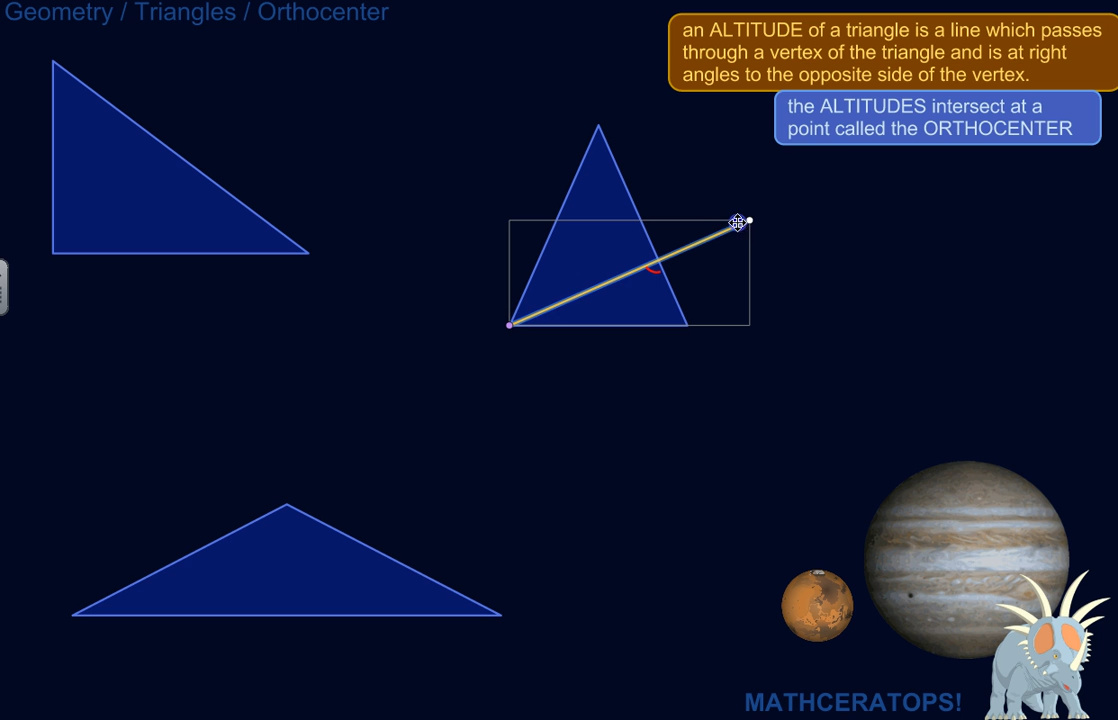 Geometry / Triangles / Orthocenter
an ALTITUDE of a triangle is a line which passes
through a vertex of the triangle and is at right
angles to the opposite side of the vertex.
the ALTITUDES intersect at a
point called the ORTHOCENTER
MATHCERATOPS!